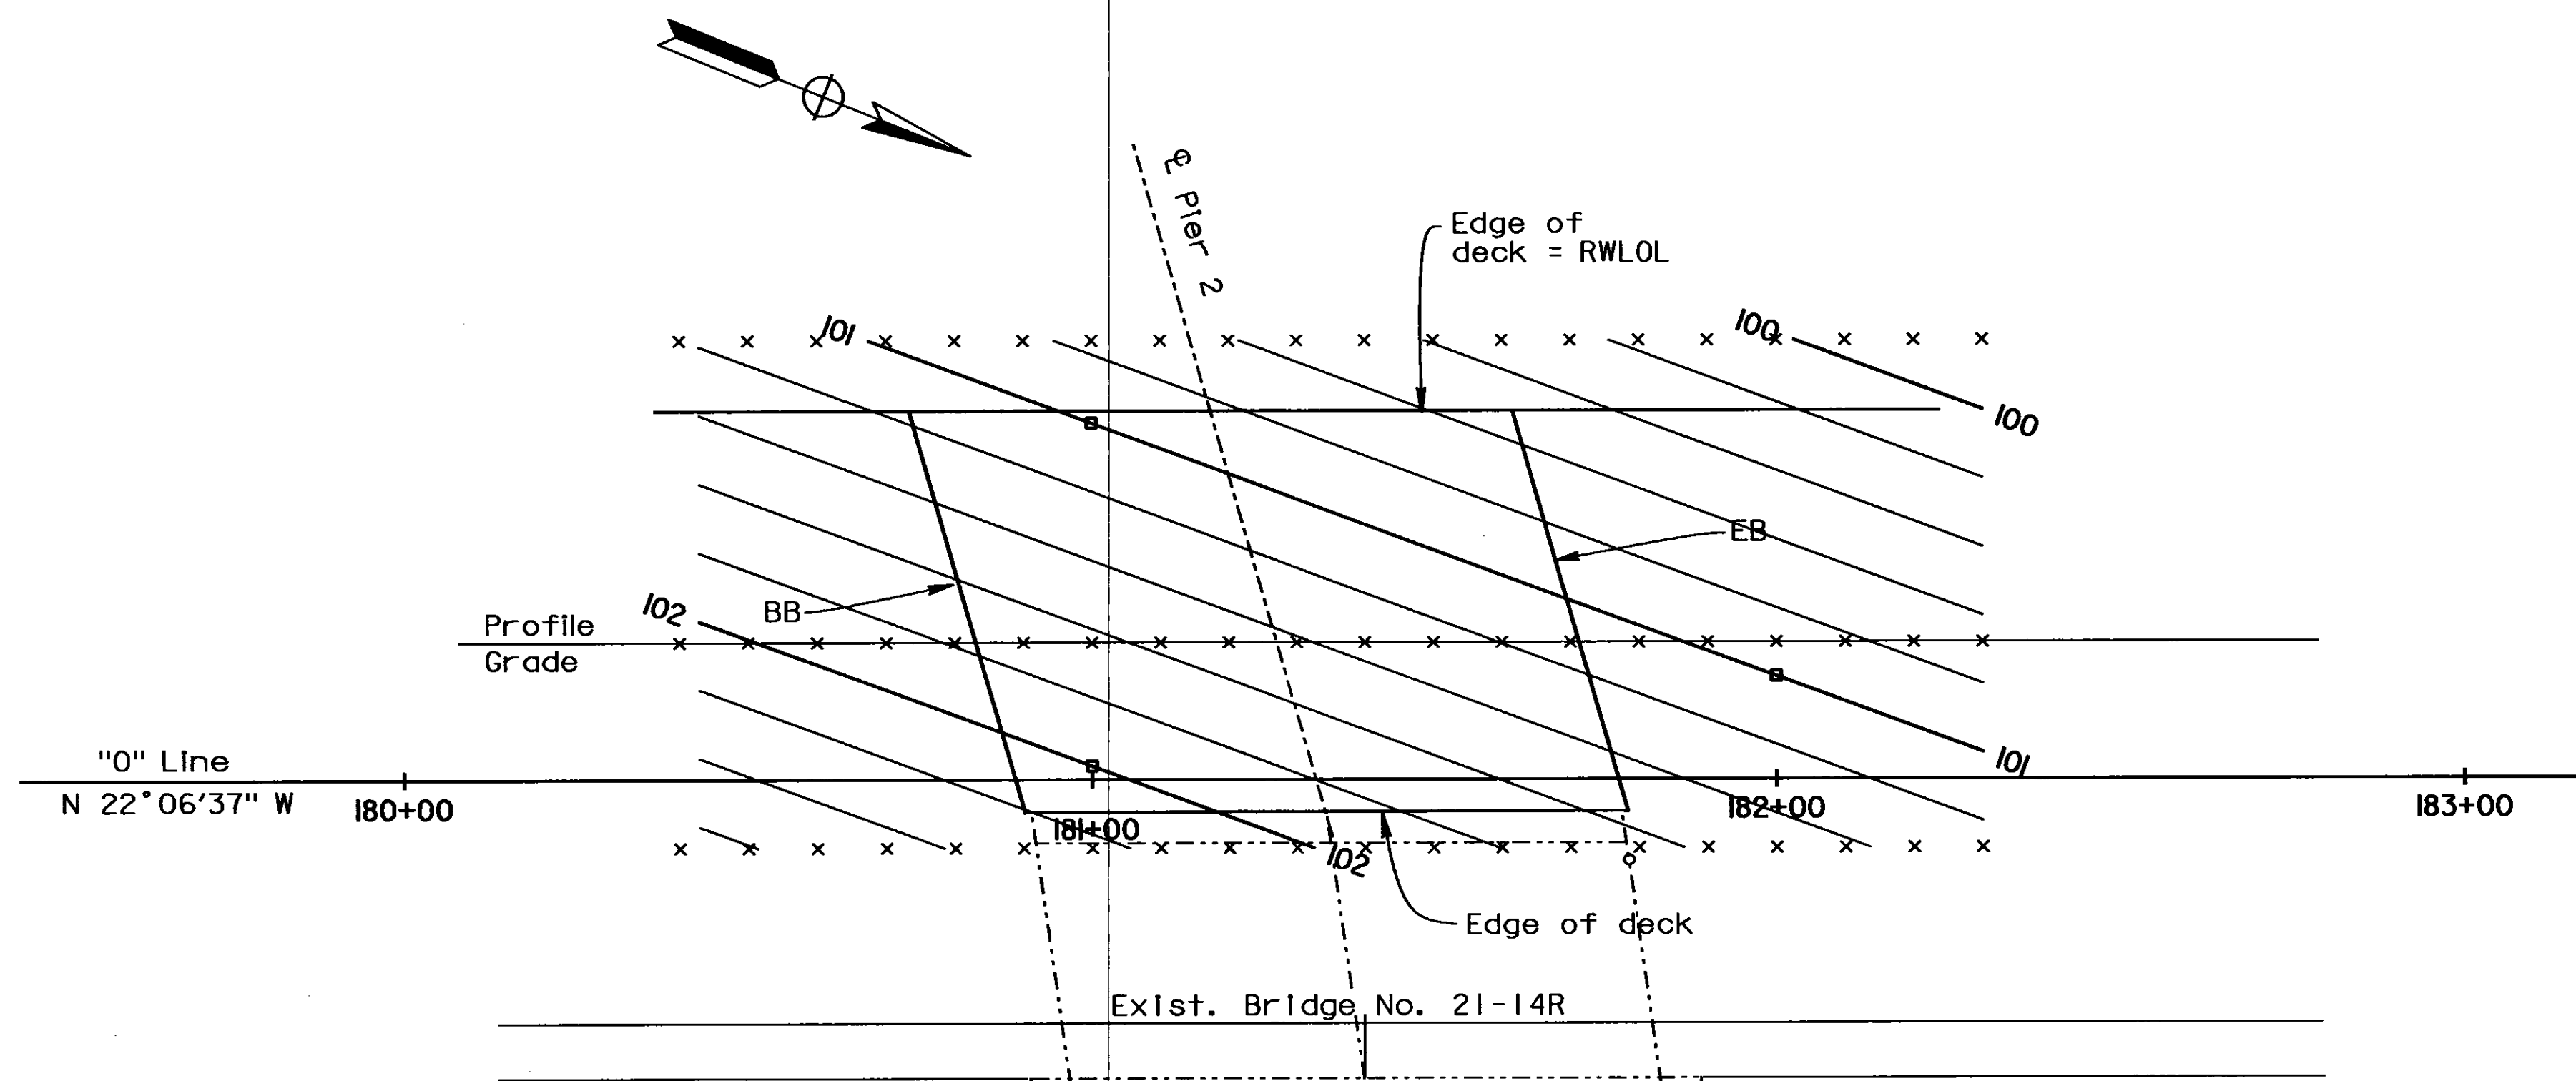 ℄ Pier 2
Edge of
deck = RWLOL
101
100
100
EB
102
BB
Profile
Grade
"O" Line
N 22°06'37" W
180+00
181+00
182+00
183+00
101
102
Edge of deck
Exist. Bridge No. 21-14R